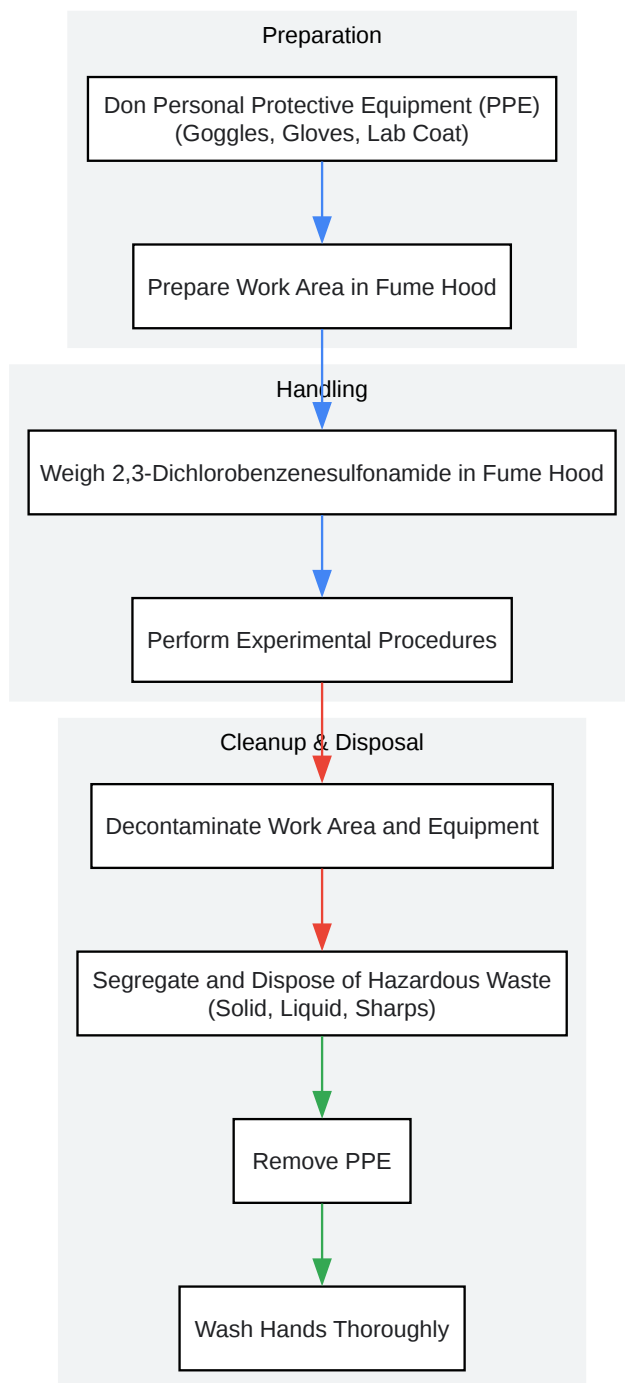 Preparation
Don Personal Protective Equipment (PPE)
(Goggles, Gloves, Lab Coat)
Prepare Work Area in Fume Hood
Handling
Weigh 2,3-Dichlorobenzenesulfonamide in Fume Hood
Perform Experimental Procedures
Cleanup & Disposal
Decontaminate Work Area and Equipment
Segregate and Dispose of Hazardous Waste
(Solid, Liquid, Sharps)
Remove PPE
Wash Hands Thoroughly